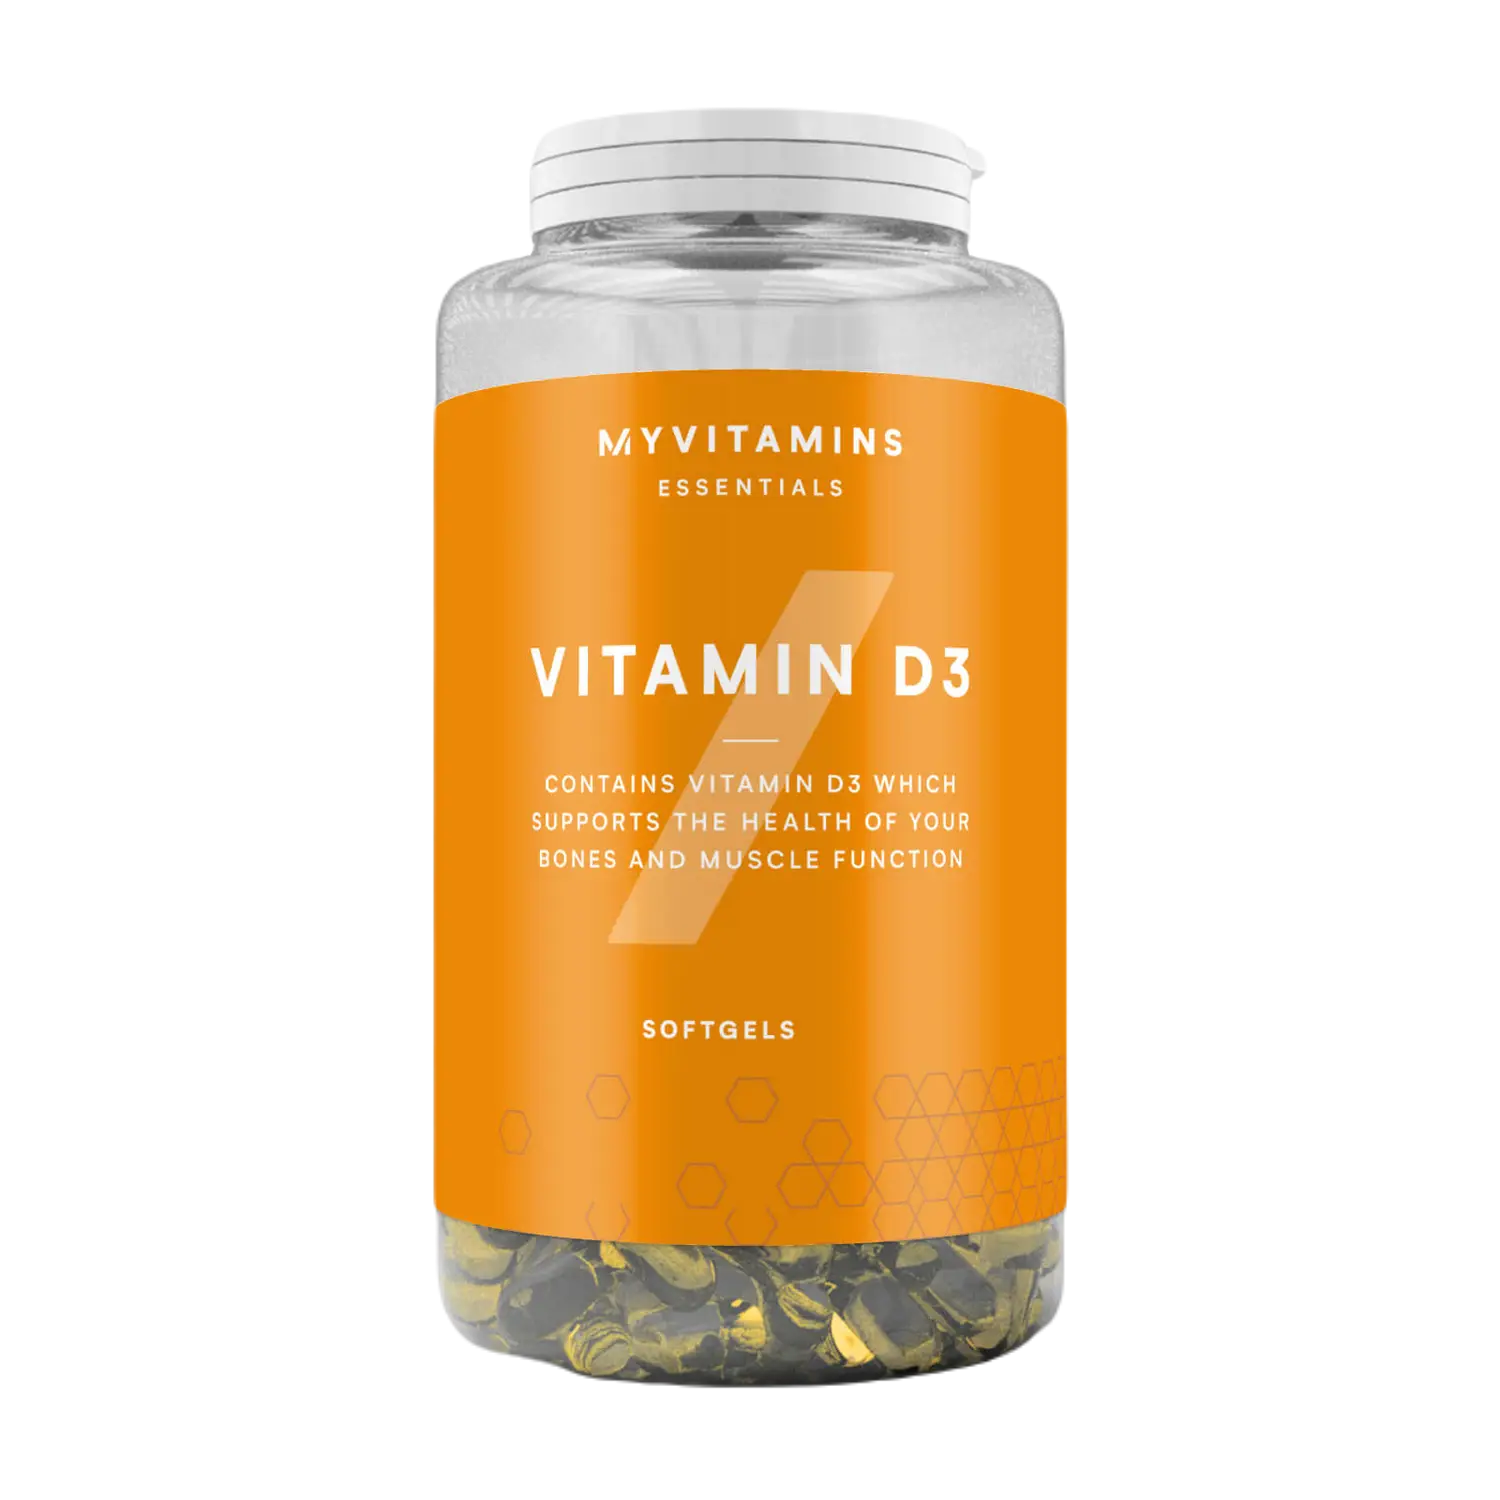 MYVITAMINS
ESSENTIALS
VITAMIN D3
CONTAINS VITAMIN D3 WHICH
SUPPORTS THE HEALTH OF YOUR
BONES AND MUSCLE FUNCTION
SOFTGELS